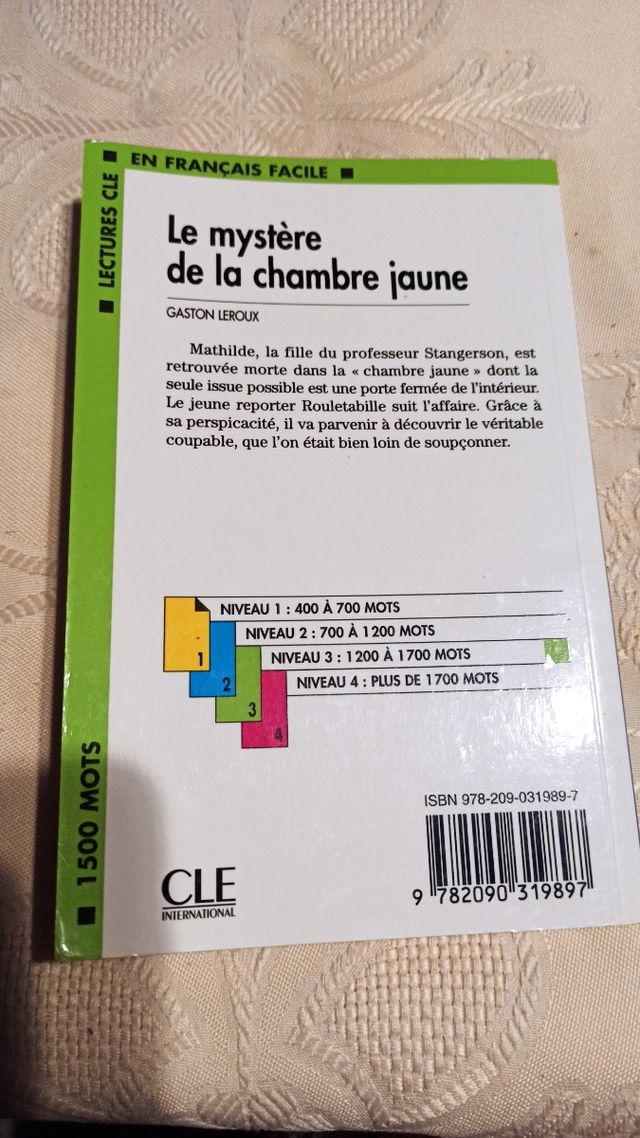 EN FRANÇAIS FACILE
LECTURES CLE
Le mystère
de la chambre jaune
GASTON LEROUX
Mathilde, la fille du professeur Stangerson, est
retrouvée morte dans la « chambre jaune » dont la
seule issue possible est une porte fermée de l'intérieur.
Le jeune reporter Rouletabille suit l'affaire. Grâce à
sa perspicacité, il va parvenir à découvrir le véritable
coupable, que l'on était bien loin de soupçonner.
NIVEAU 1 : 400 À 700 MOTS
NIVEAU 2 : 700 À 1200 MOTS
NIVEAU 3 : 1200 À 1700 MOTS
NIVEAU 4 : PLUS DE 1700 MOTS
1
2
3
4
1500 MOTS
ISBN 978-209-031989-7
9 782090 319897
CLE
INTERNATIONAL